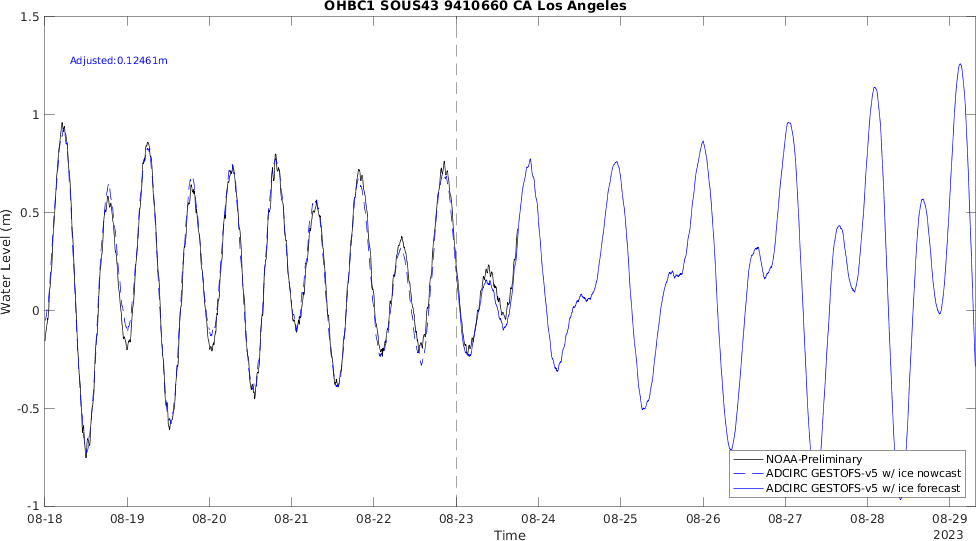 OHBC1 SOUS43 9410660 CA Los Angeles
1.5
Adjusted:0.12461m
1
0.5
0
-0.5
-1
Water Level (m)
NOAA-Preliminary
ADCIRC GESTOFS-v5 w/ ice nowcast
ADCIRC GESTOFS-v5 w/ ice forecast
08-18 08-19 08-20 08-21 08-22 08-23 08-24 08-25 08-26 08-27 08-28 08-29
Time
2023